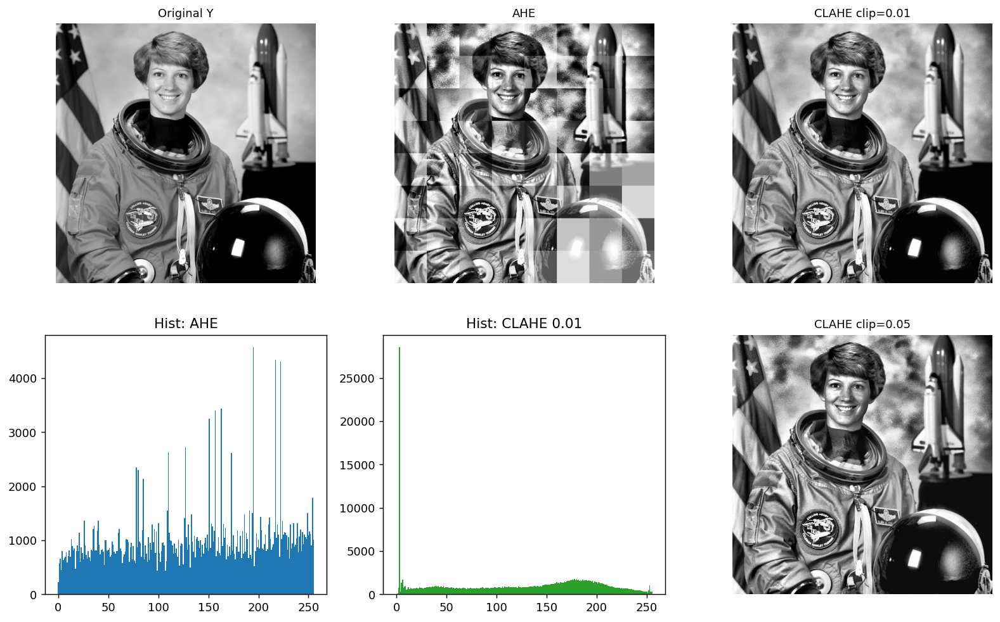 Original Y
AHE
CLAHE clip=0.01
Hist: AHE
Hist: CLAHE 0.01
CLAHE clip=0.05
4000
3000
2000
1000
0
0 50 100 150 200 250
25000
20000
15000
10000
5000
0
0 50 100 150 200 250